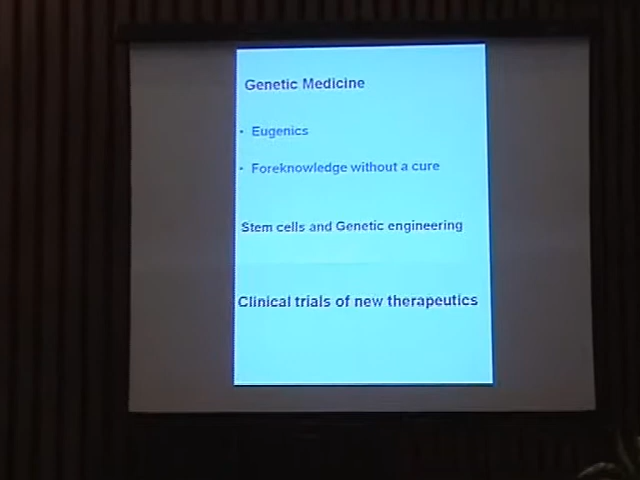 Genetic Medicine
• Eugenics
• Foreknowledge without a cure
Stem cells and Genetic engineering
Clinical trials of new therapeutics